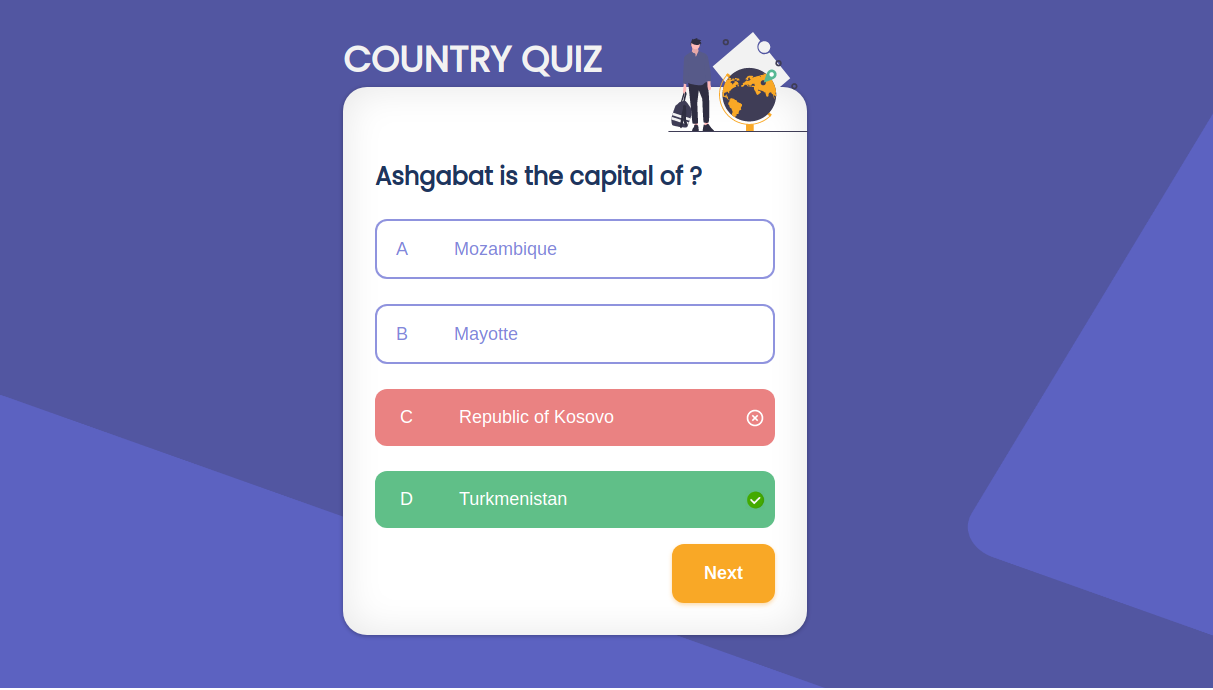 COUNTRY QUIZ
Ashgabat is the capital of ?
A Mozambique
B Mayotte
C Republic of Kosovo
D Turkmenistan
Next